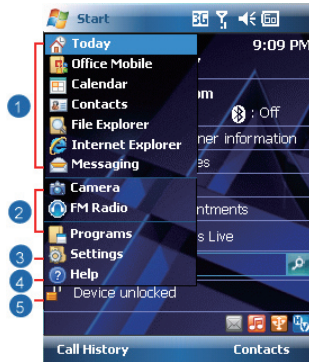 Start
Today 9:09 PM
Office Mobile
Calendar om
Contacts : Off
File Explorer ner information
Internet Explorer es
Messaging
Camera
FM Radio ntments
Programs s Live
Settings
Help
Device unlocked
Call History Contacts
1
2
3
4
5